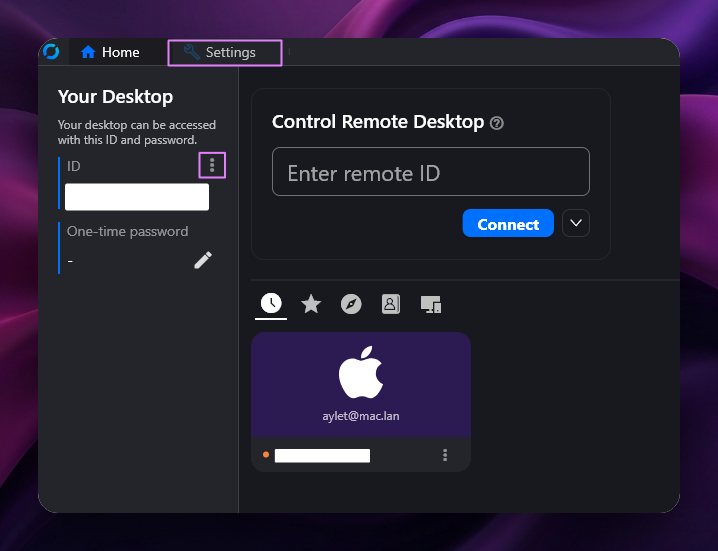 Home
Settings
Your Desktop
Your desktop can be accessed
with this ID and password.
ID
One-time password
-
Control Remote Desktop
Enter remote ID
Connect
aylet@mac.lan